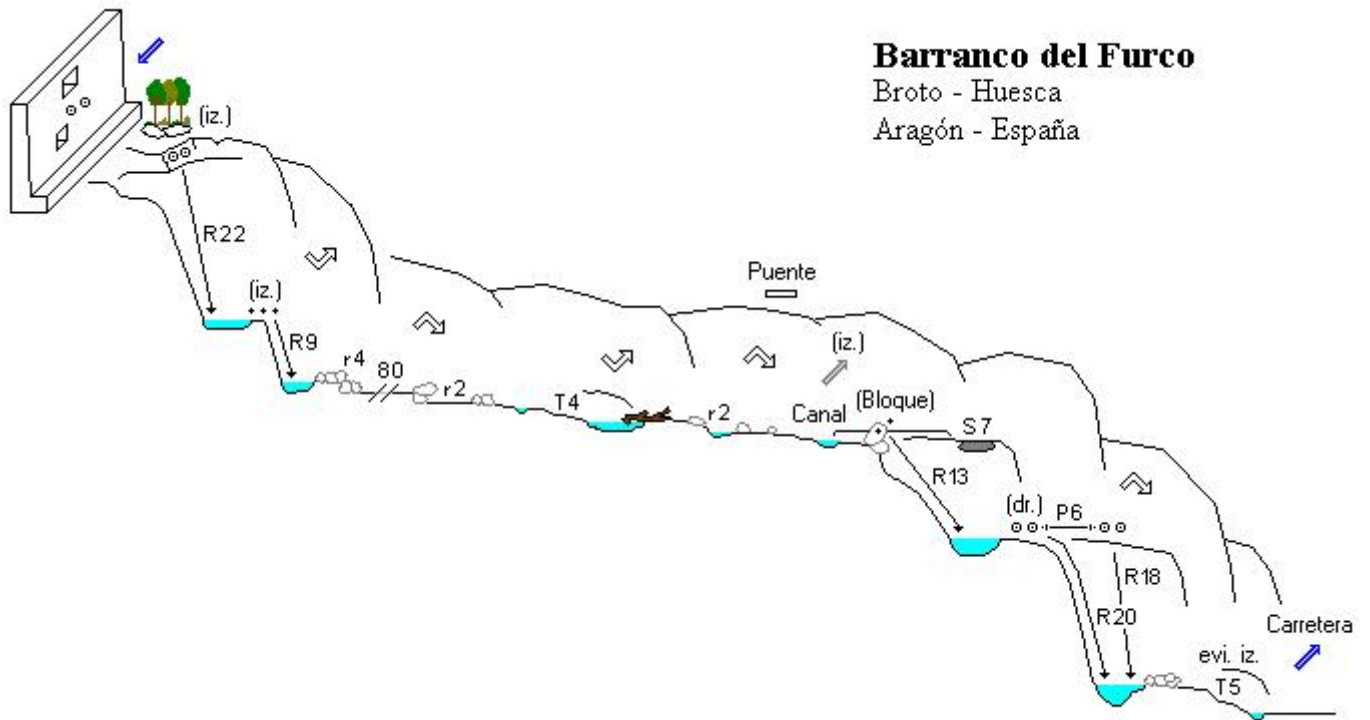 Barranco del Furco
Broto - Huesca
Aragón - España
(iz.)
R22
(iz.)
R9
r4
80
r2
T4
r2
Puente
(iz.)
Canal
(Bloque)
S7
R13
(dr.)
P6
R18
R20
Carretera
evi. iz.
T5